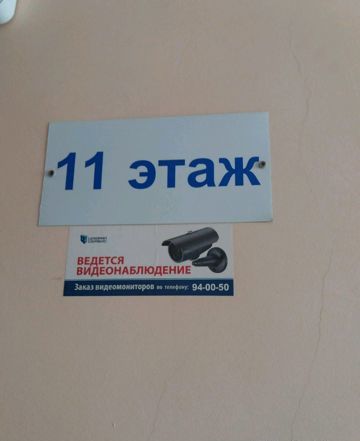 11 этаж
ВЕДЕТСЯ
ВИДЕОНАБЛЮДЕНИЕ
Заказ видеомониторов по телефону: 94-00-50